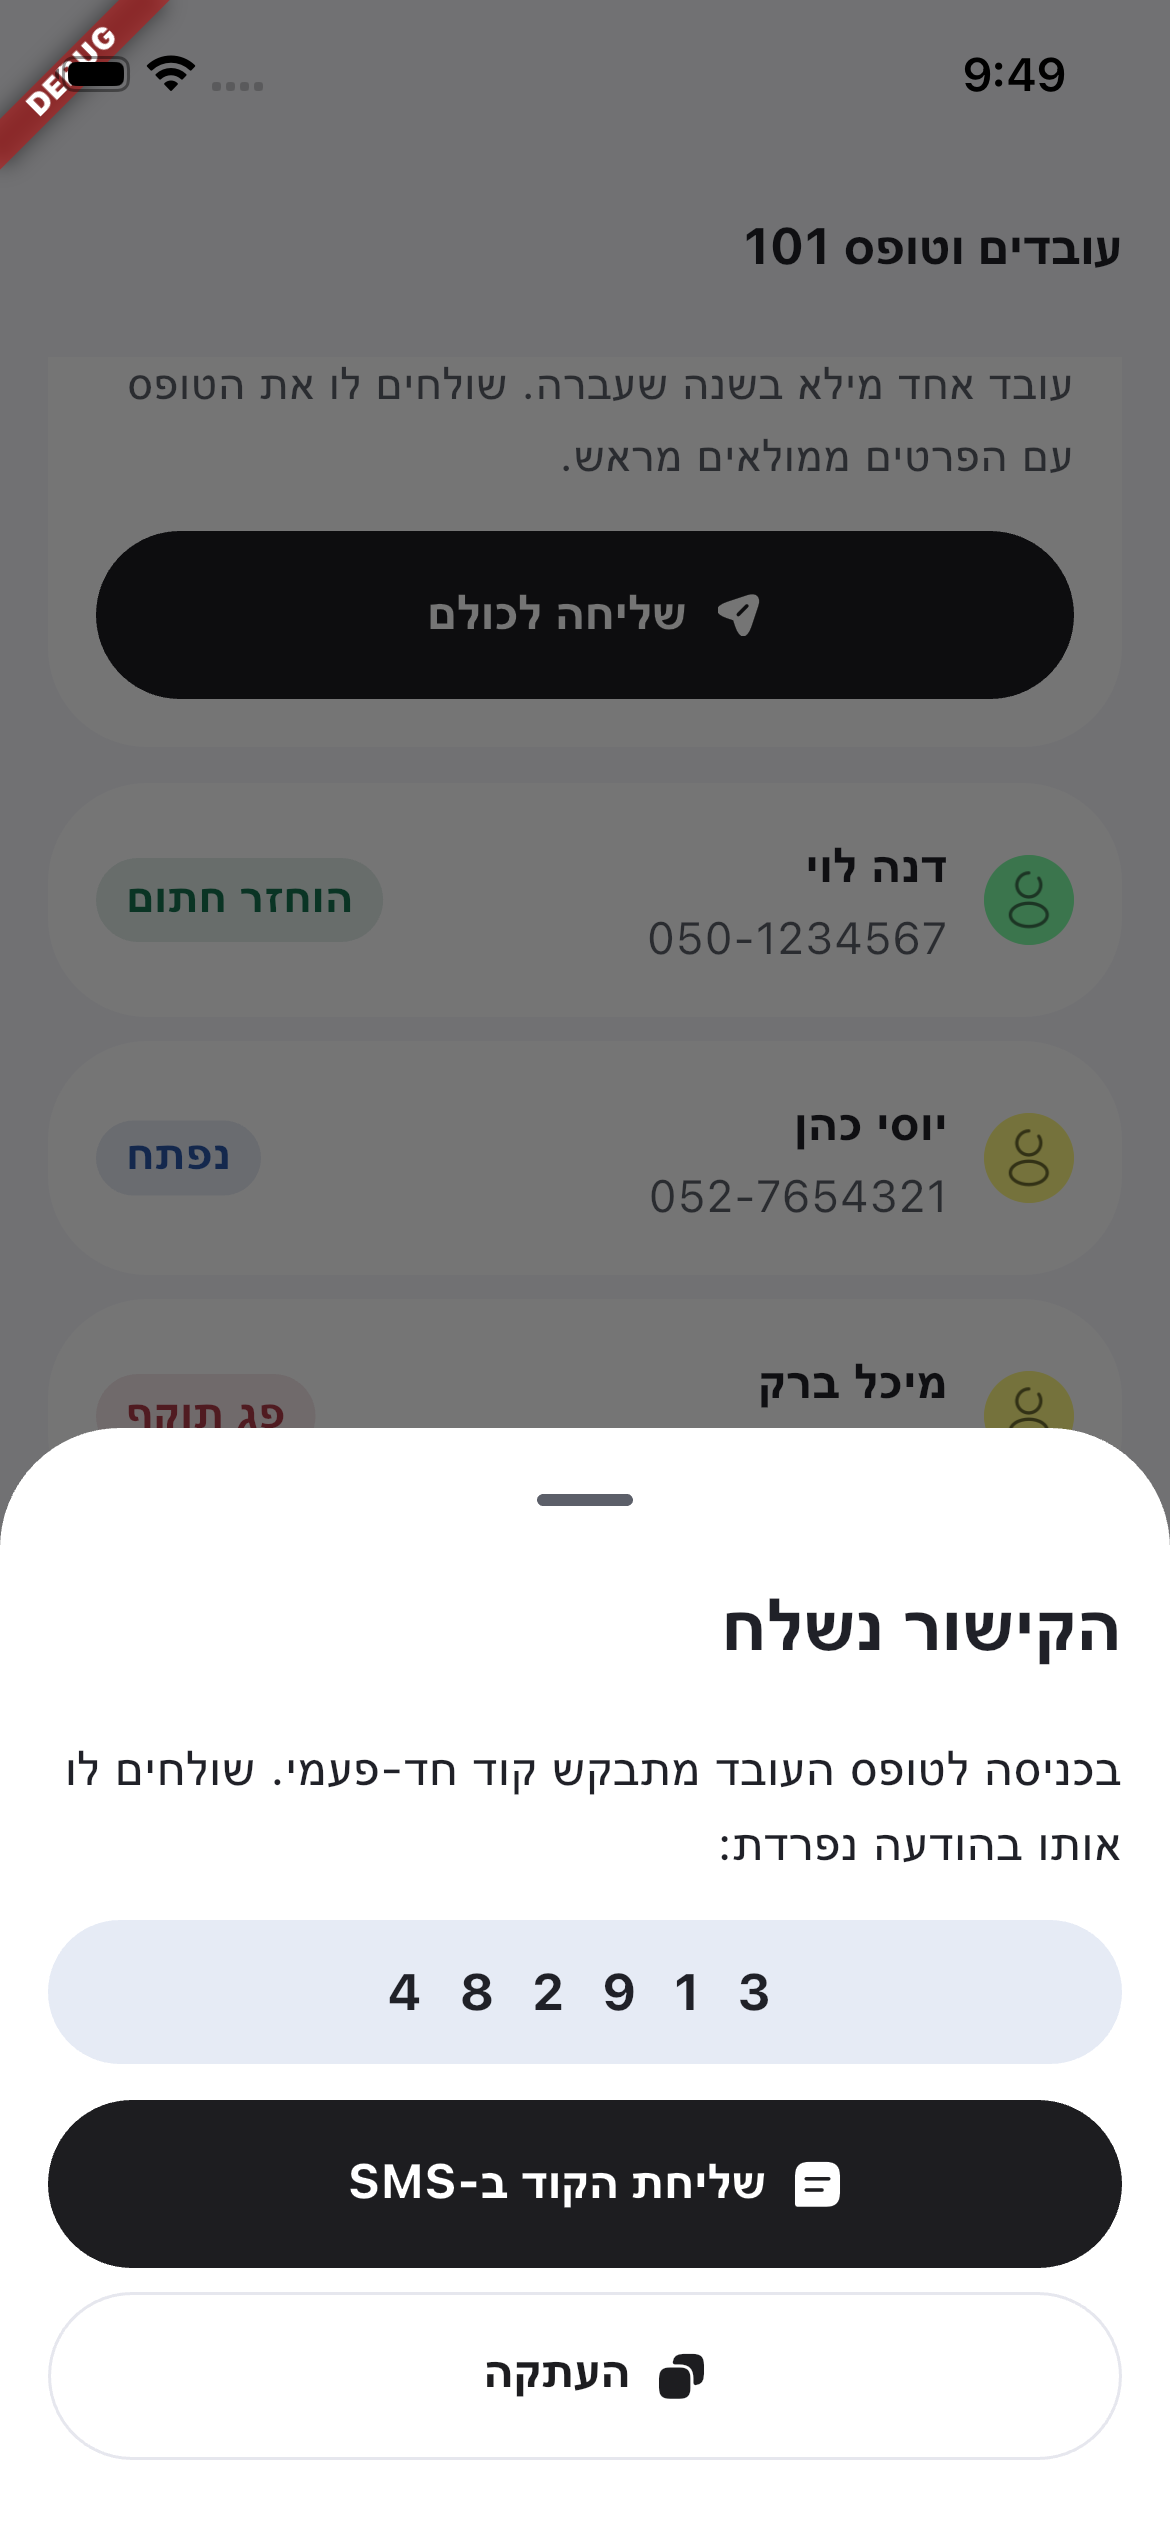 DEBUG
9:49
עובדים וטופס 101
עובד אחד מילא בשנה שעברה. שולחים לו את הטופס
עם הפרטים ממולאים מראש.
שליחה לכולם
דנה לוי
הוחזר חתום
050-1234567
יוסי כהן
נפתח
052-7654321
מיכל ברק
פג תוקף
הקישור נשלח
בכניסה לטופס העובד מתבקש קוד חד-פעמי. שולחים לו
אותו בהודעה נפרדת:
4 8 2 9 1 3
שליחת הקוד ב-SMS
העתקה